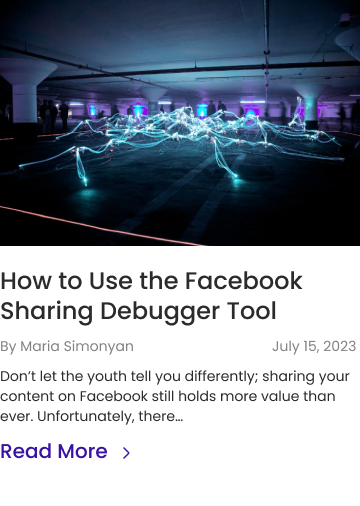 How to Use the Facebook
Sharing Debugger Tool
By Maria Simonyan July 15, 2023
Don’t let the youth tell you differently; sharing your
content on Facebook still holds more value than
ever. Unfortunately, there…
Read More